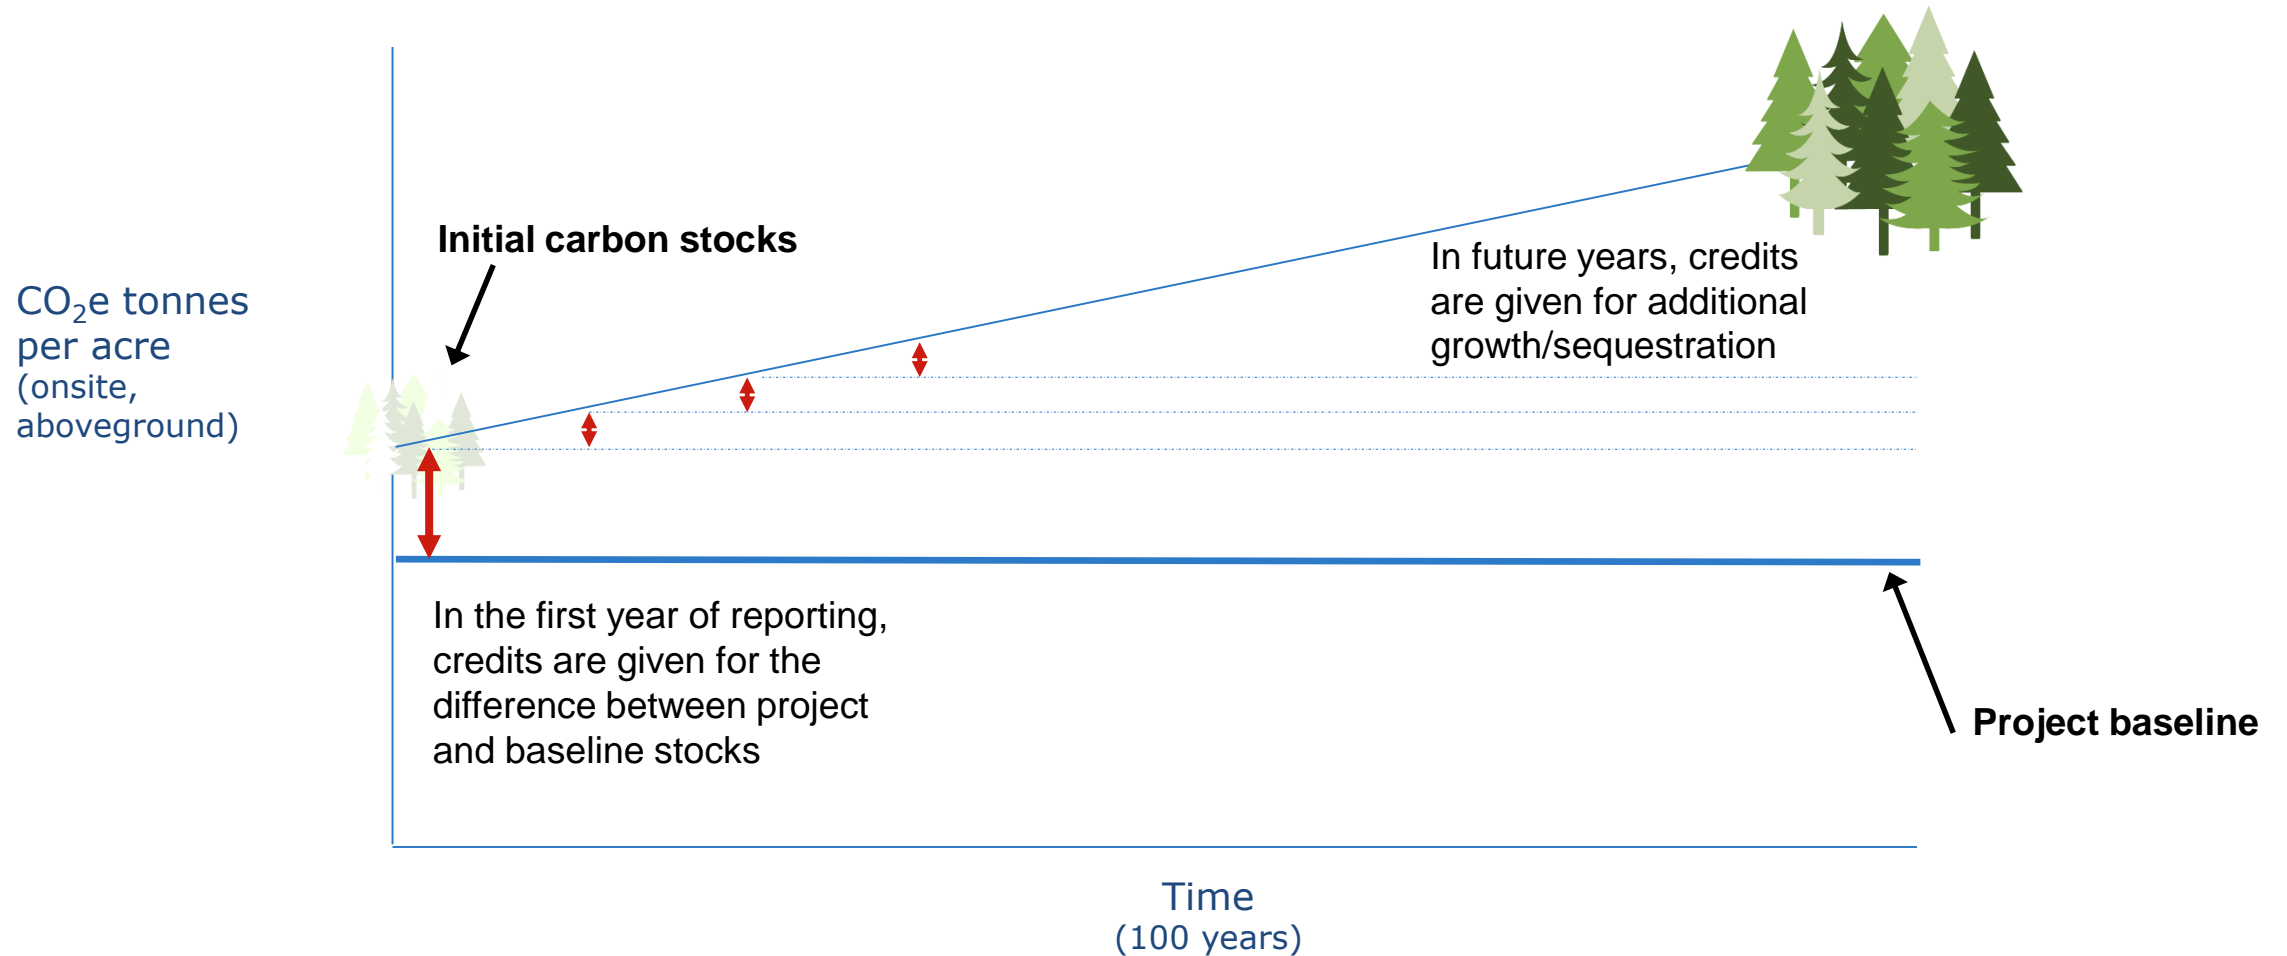 Initial carbon stocks
CO₂e tonnes
per acre
(onsite,
aboveground)
In future years, credits
are given for additional
growth/sequestration
In the first year of reporting,
credits are given for the
difference between project
and baseline stocks
Project baseline
Time
(100 years)